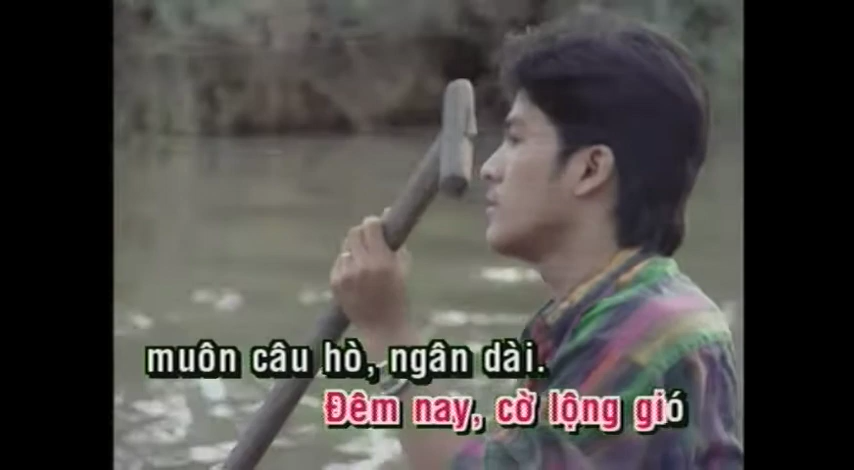 muôn câu hò, ngân dài.
Đêm nay, cờ lộng gió